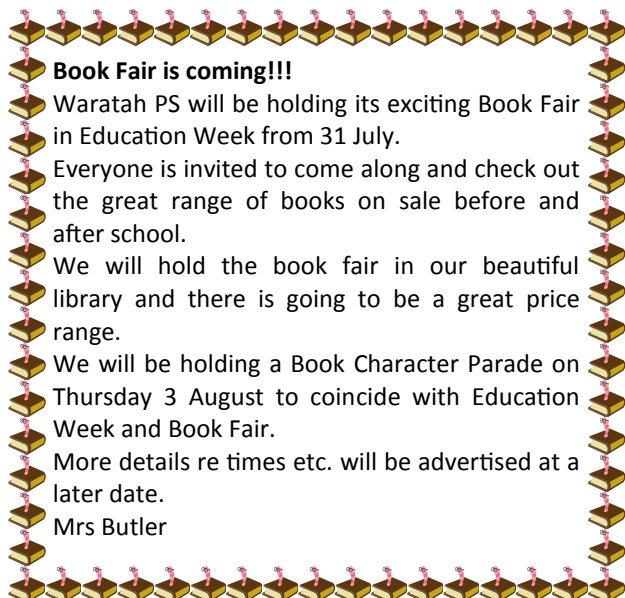 Book Fair is coming!!!
Waratah PS will be holding its exciting Book Fair
in Education Week from 31 July.
Everyone is invited to come along and check out
the great range of books on sale before and
after school.
We will hold the book fair in our beautiful
library and there is going to be a great price
range.
We will be holding a Book Character Parade on
Thursday 3 August to coincide with Education
Week and Book Fair.
More details re times etc. will be advertised at a
later date.
Mrs Butler